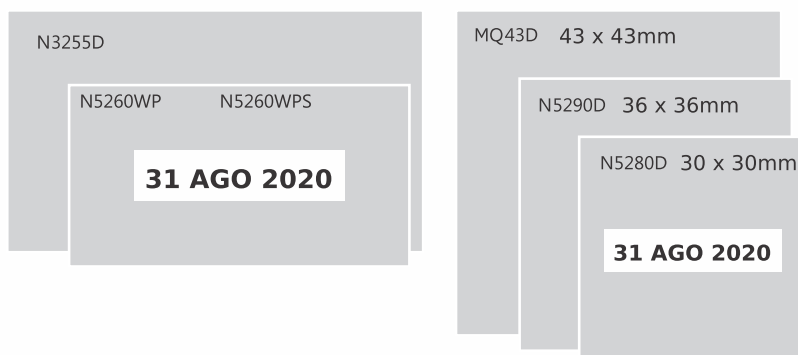 N3255D
N5260WP N5260WPS
31 AGO 2020
MQ43D 43 x 43mm
N5290D 36 x 36mm
N5280D 30 x 30mm
31 AGO 2020